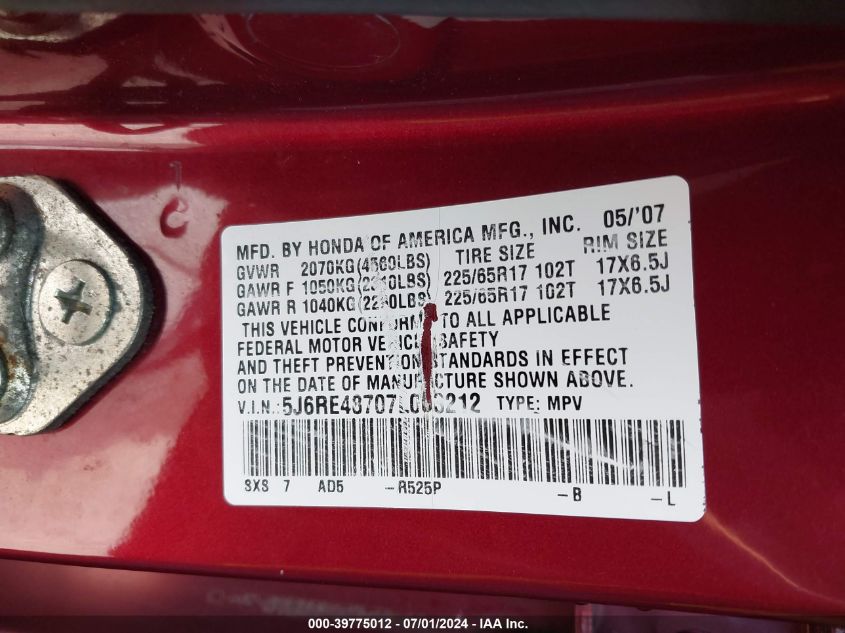 MFD. BY HONDA OF AMERICA MFG., INC. 05/'07
GVWR 2070KG(4560LBS) TIRE SIZE RIM SIZE
GAWR F 1050KG 225/65R17 102T 17X6.5J
GAWR R 1040KG 225/65R17 102T 17X6.5J
THIS VEHICLE CONFORMS TO ALL APPLICABLE
FEDERAL MOTOR VEHICLE SAFETY
AND THEFT PREVENTION STANDARDS IN EFFECT
ON THE DATE OF MANUFACTURE SHOWN ABOVE.
V.I.N.: TYPE: MPV
SXS 7 AD5 -R525P -B -L
000-39775012 - 07/01/2024 - IAA Inc.